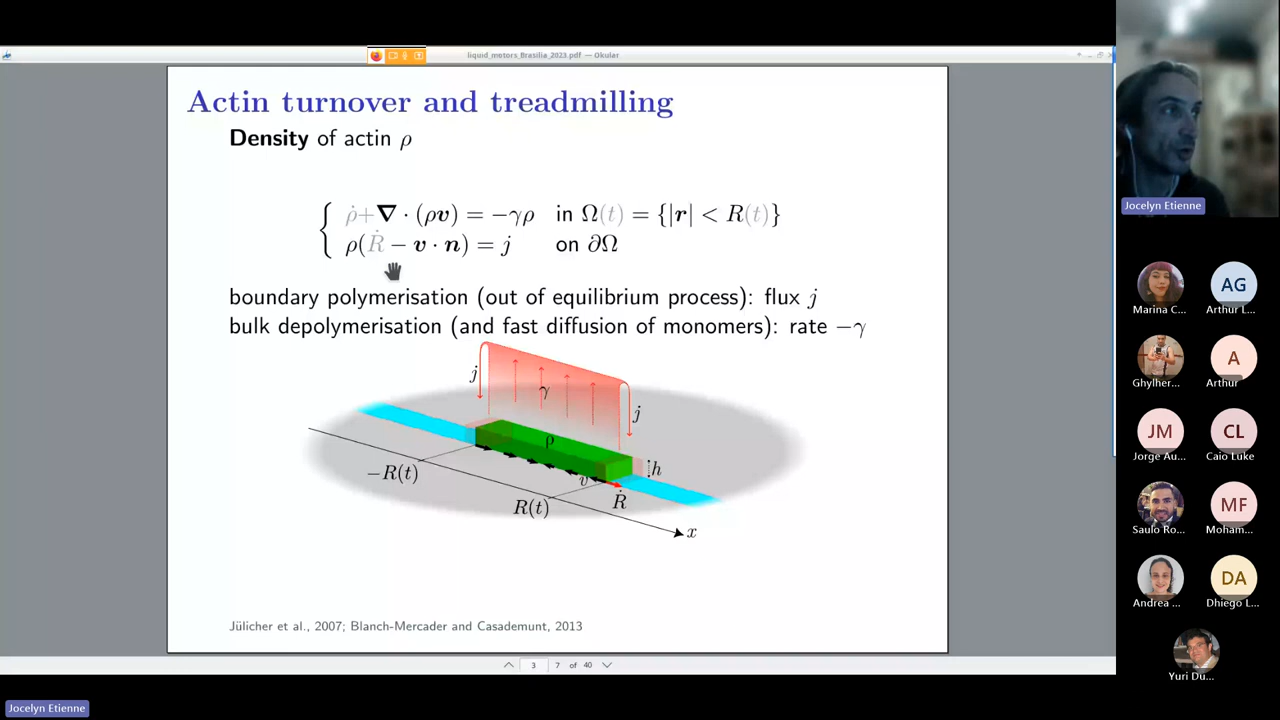 liquid_motors_Brasilia_2023.pdf — Okular
Actin turnover and treadmilling
Density of actin ρ
ρ̇+∇ · (ρv) = −γρ in Ω(t) = {|r| < R(t)}
ρ(Ṙ − v · n) = j on ∂Ω
boundary polymerisation (out of equilibrium process): flux j
bulk depolymerisation (and fast diffusion of monomers): rate −γ
j
γ
j
ρ
h
v
−R(t)
R(t)
Ṙ
x
Jülicher et al., 2007; Blanch-Mercader and Casademunt, 2013
3 7 of 40
Jocelyn Etienne
Jocelyn Etienne
AG
Marina C... Arthur L...
A
Ghylher... Arthur
JM CL
Jorge Au... Caio Luke
MF
Saulo Ro... Moham...
DA
Andrea ... Dhiego L...
Yuri Du...